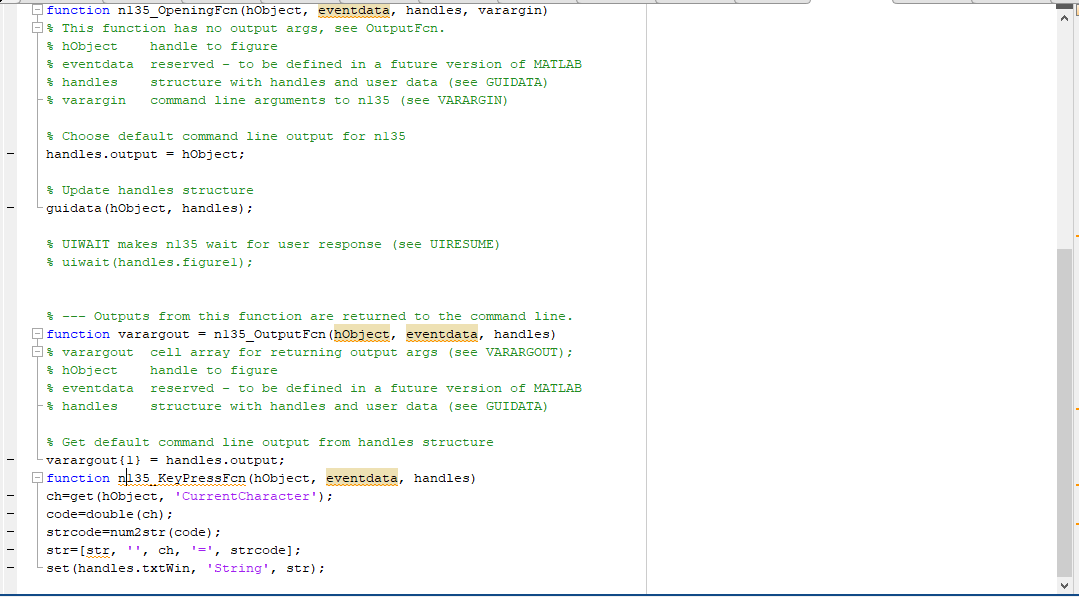 function n135_OpeningFcn(hObject, eventdata, handles, varargin)
% This function has no output args, see OutputFcn.
% hObject    handle to figure
% eventdata  reserved - to be defined in a future version of MATLAB
% handles    structure with handles and user data (see GUIDATA)
% varargin   command line arguments to n135 (see VARARGIN)
% Choose default command line output for n135
handles.output = hObject;
% Update handles structure
guidata(hObject, handles);
% UIWAIT makes n135 wait for user response (see UIRESUME)
% uiwait(handles.figure1);
% --- Outputs from this function are returned to the command line.
function varargout = n135_OutputFcn(hObject, eventdata, handles)
% varargout  cell array for returning output args (see VARARGOUT);
% hObject    handle to figure
% eventdata  reserved - to be defined in a future version of MATLAB
% handles    structure with handles and user data (see GUIDATA)
% Get default command line output from handles structure
varargout{1} = handles.output;
function n135_KeyPressFcn(hObject, eventdata, handles)
ch=get(hObject, 'CurrentCharacter');
code=double(ch);
strcode=num2str(code);
str=[str, '', ch, '=', strcode];
set(handles.txtWin, 'String', str);